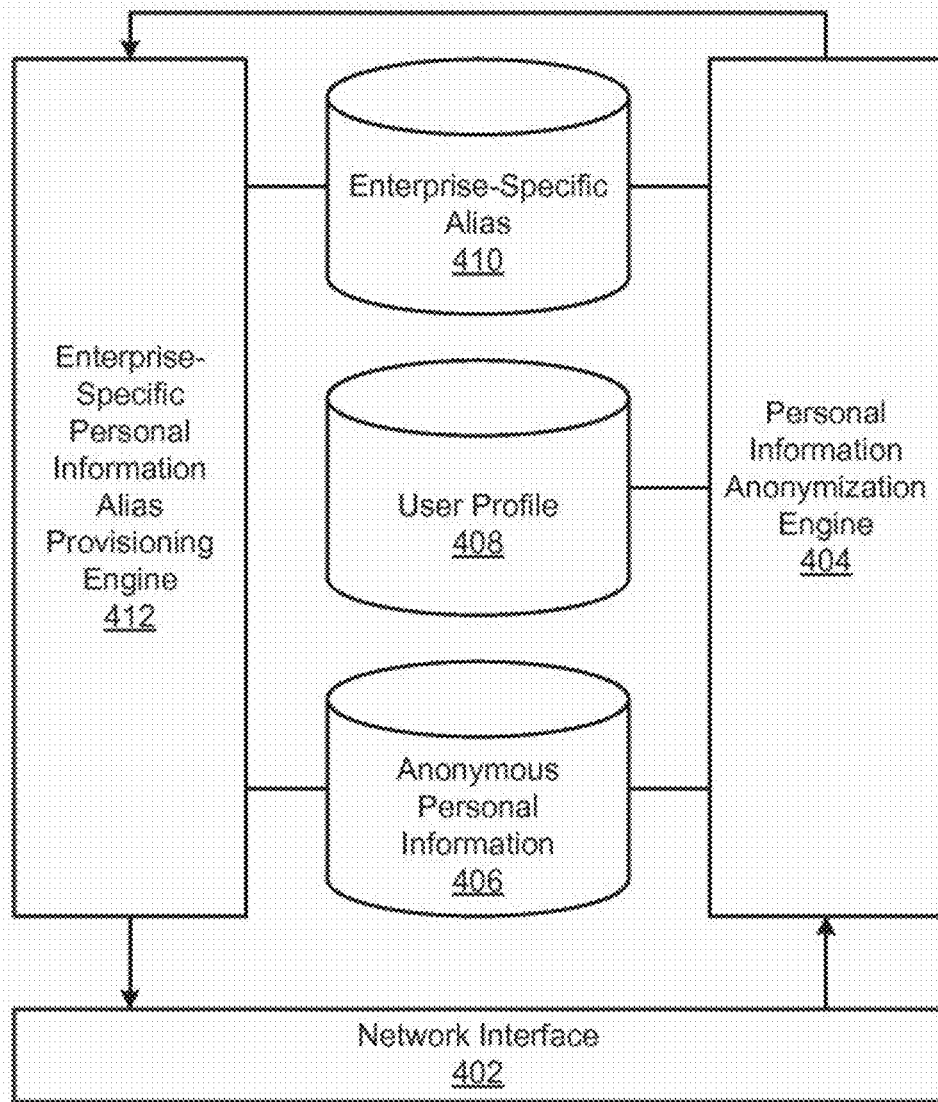 Enterprise-Specific
Alias
410
Enterprise-
Specific
Personal
Information
Alias
Provisioning
Engine
412
User Profile
408
Personal
Information
Anonymization
Engine
404
Anonymous
Personal
Information
406
Network Interface
402